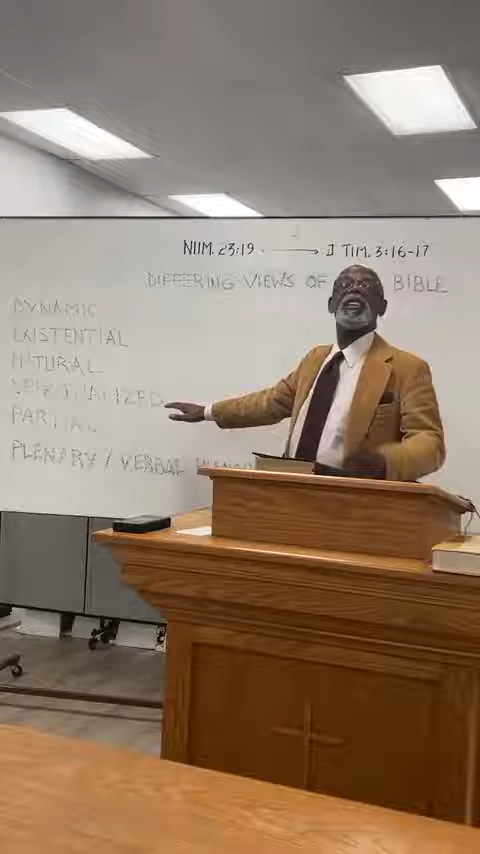 NUM. 23:19 → II TIM. 3:16-17
DIFFERING VIEWS OF BIBLE
DYNAMIC
EXISTENTIAL
NATURAL
PARTIAL
PLENARY / VERBAL